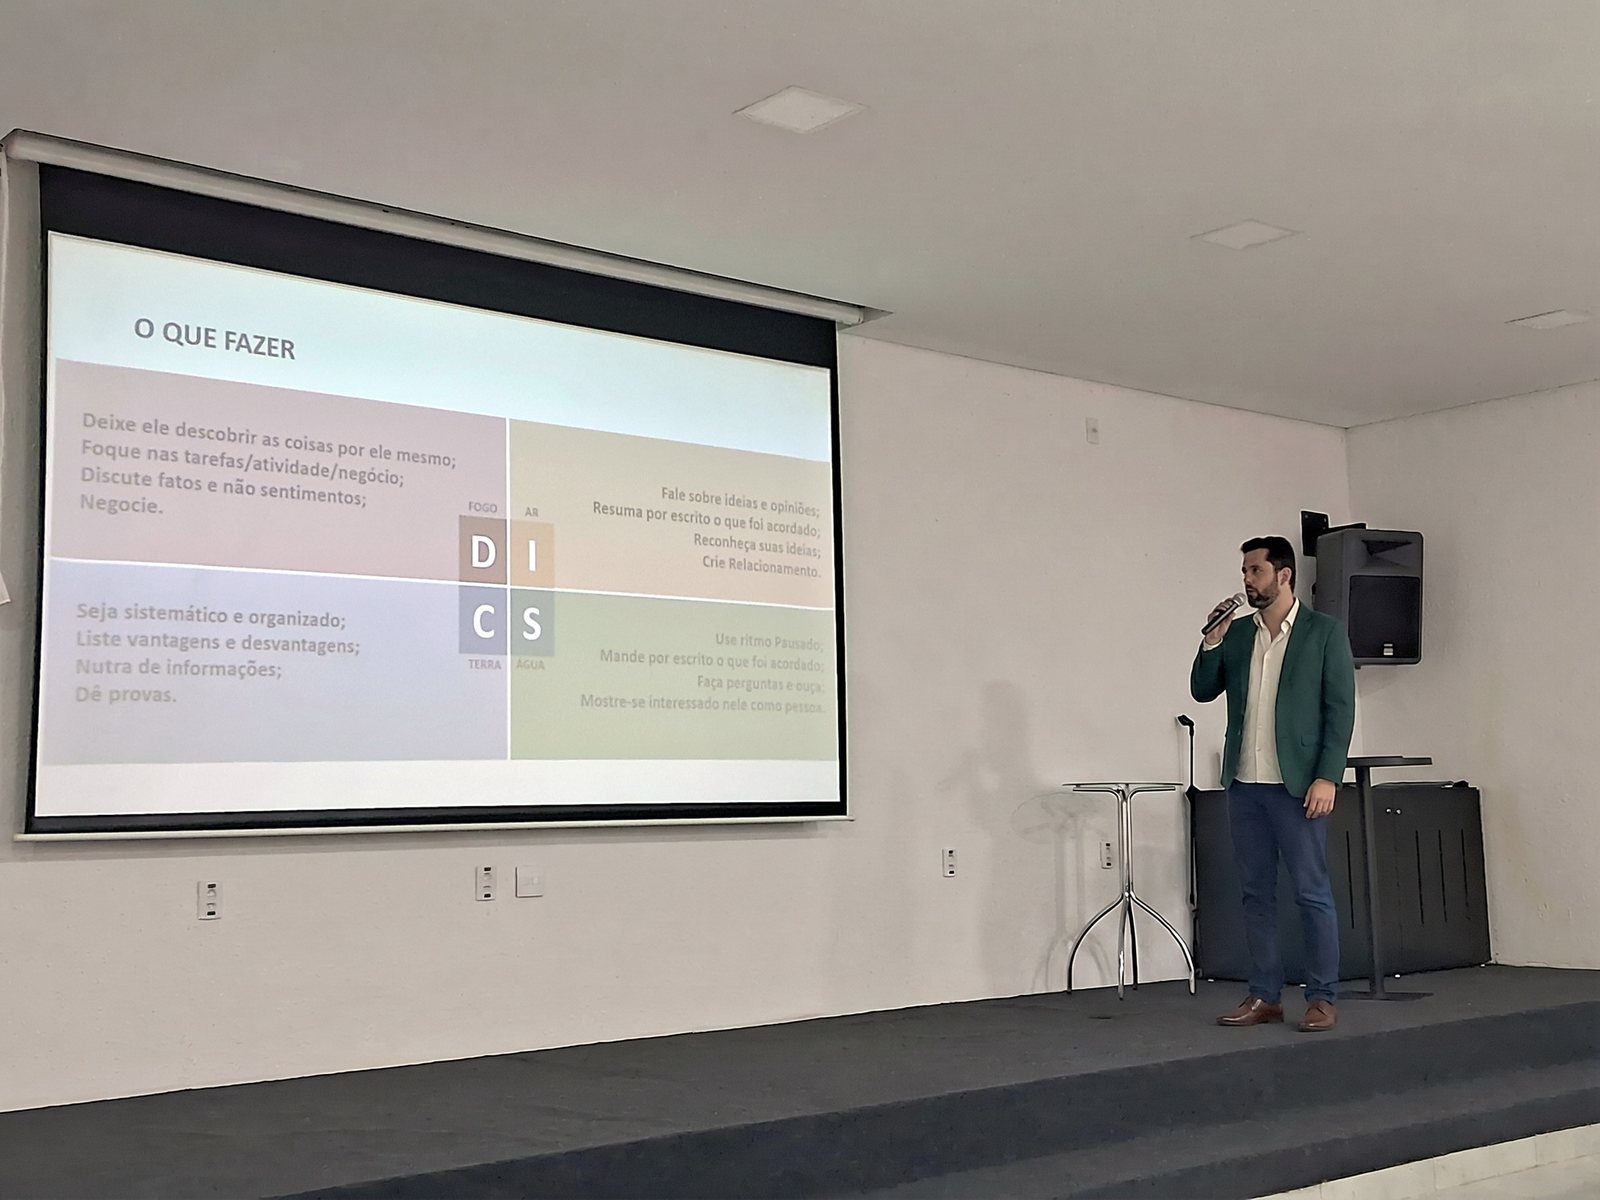 O QUE FAZER
Deixe ele descobrir as coisas por ele mesmo;
Foque nas tarefas/atividade/negócio;
Discute fatos e não sentimentos;
Negocie.
Fale sobre ideias e opiniões;
Resuma por escrito o que foi acordado;
Reconheça suas ideias;
Crie Relacionamento.
FOGO
AR
D
I
C
S
TERRA
ÁGUA
Seja sistemático e organizado;
Liste vantagens e desvantagens;
Nutra de informações;
Dê provas.
Use ritmo Pausado;
Mande por escrito o que foi acordado;
Faça perguntas e ouça;
Mostre-se interessado nele como pessoa.